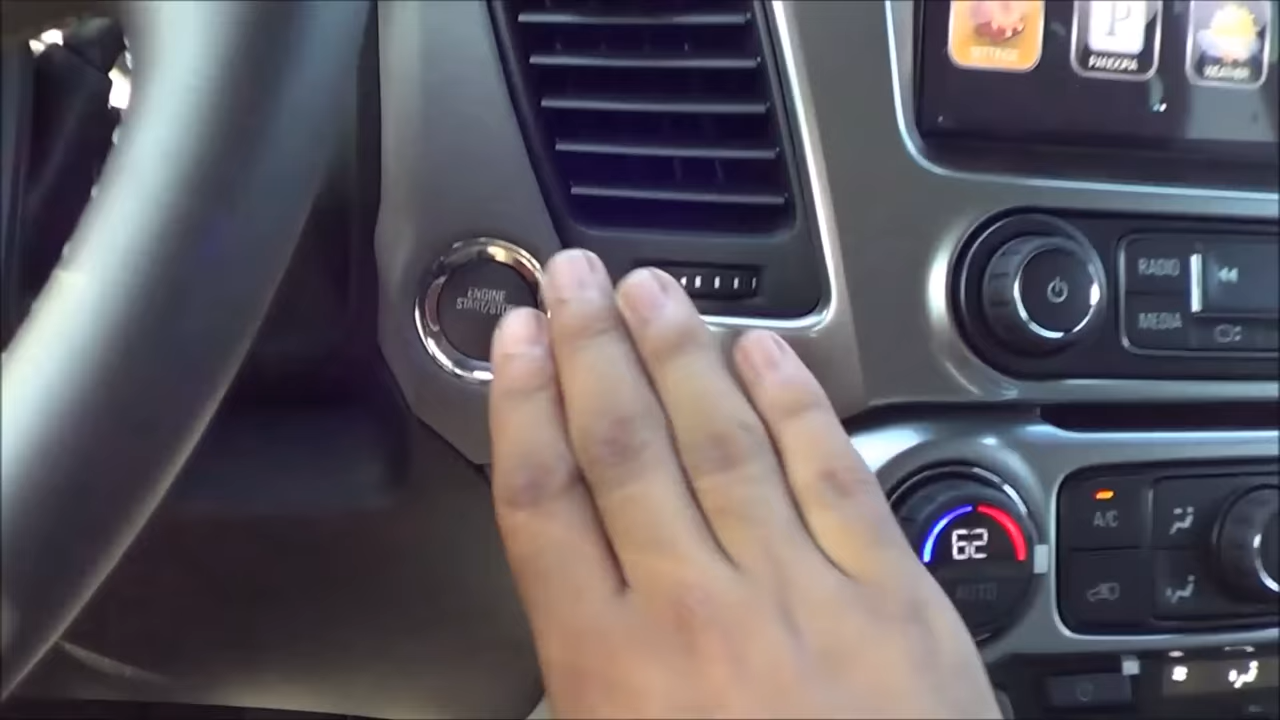 SETTINGS
PANDORA
WEATHER
ENGINE
START/STOP
RADIO
MEDIA
62
AUTO
A/C